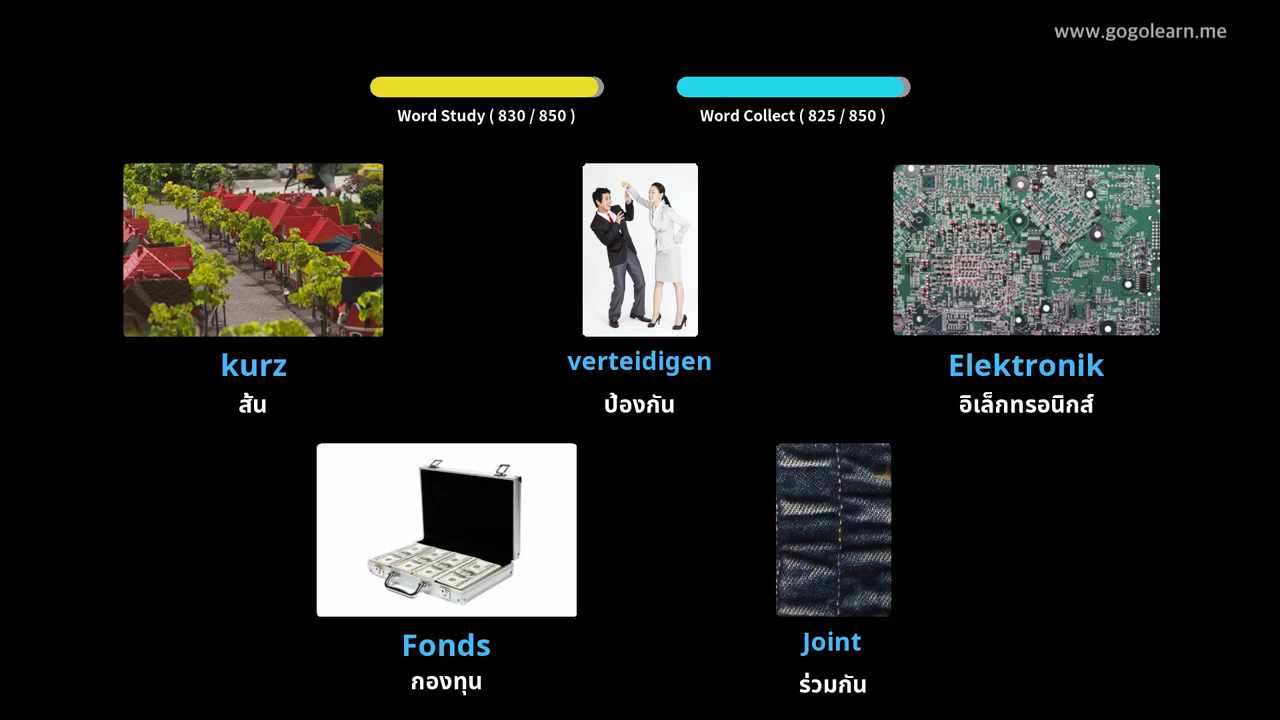 www.gogolearn.me
Word Study ( 830 / 850 )
Word Collect ( 825 / 850 )
kurz
สั้น
verteidigen
ป้องกัน
Elektronik
อิเล็กทรอนิกส์
Fonds
กองทุน
Joint
ร่วมกัน